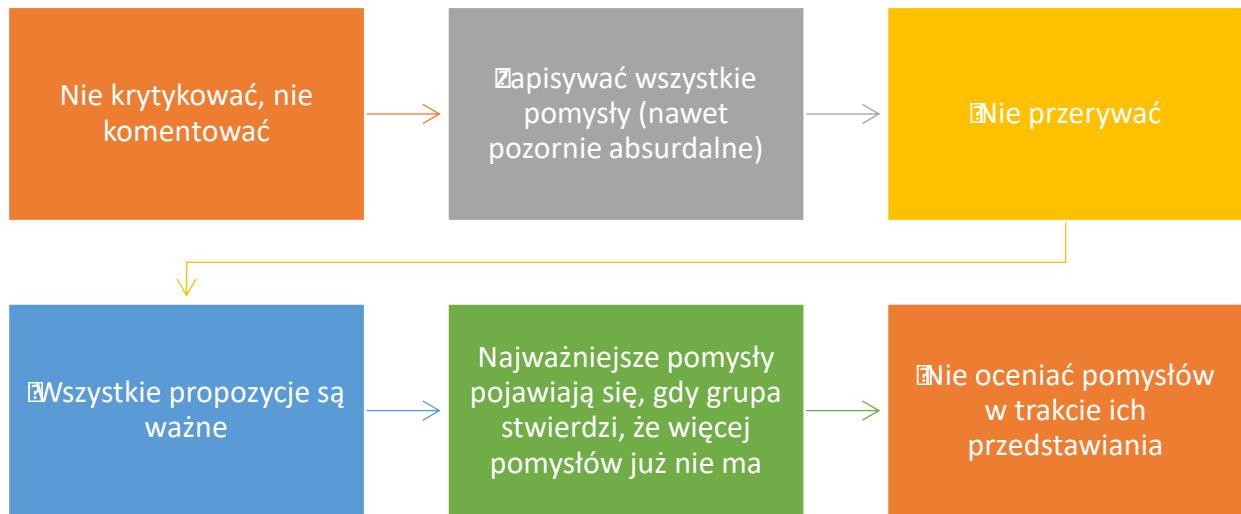 Nie krytykować, nie
komentować
Zapisywać wszystkie
pomysły (nawet
pozornie absurdalne)
Nie przerywać
Wszystkie propozycje są
ważne
Najważniejsze pomysły
pojawiają się, gdy grupa
stwierdzi, że więcej
pomysłów już nie ma
Nie oceniać pomysłów
w trakcie ich
przedstawiania